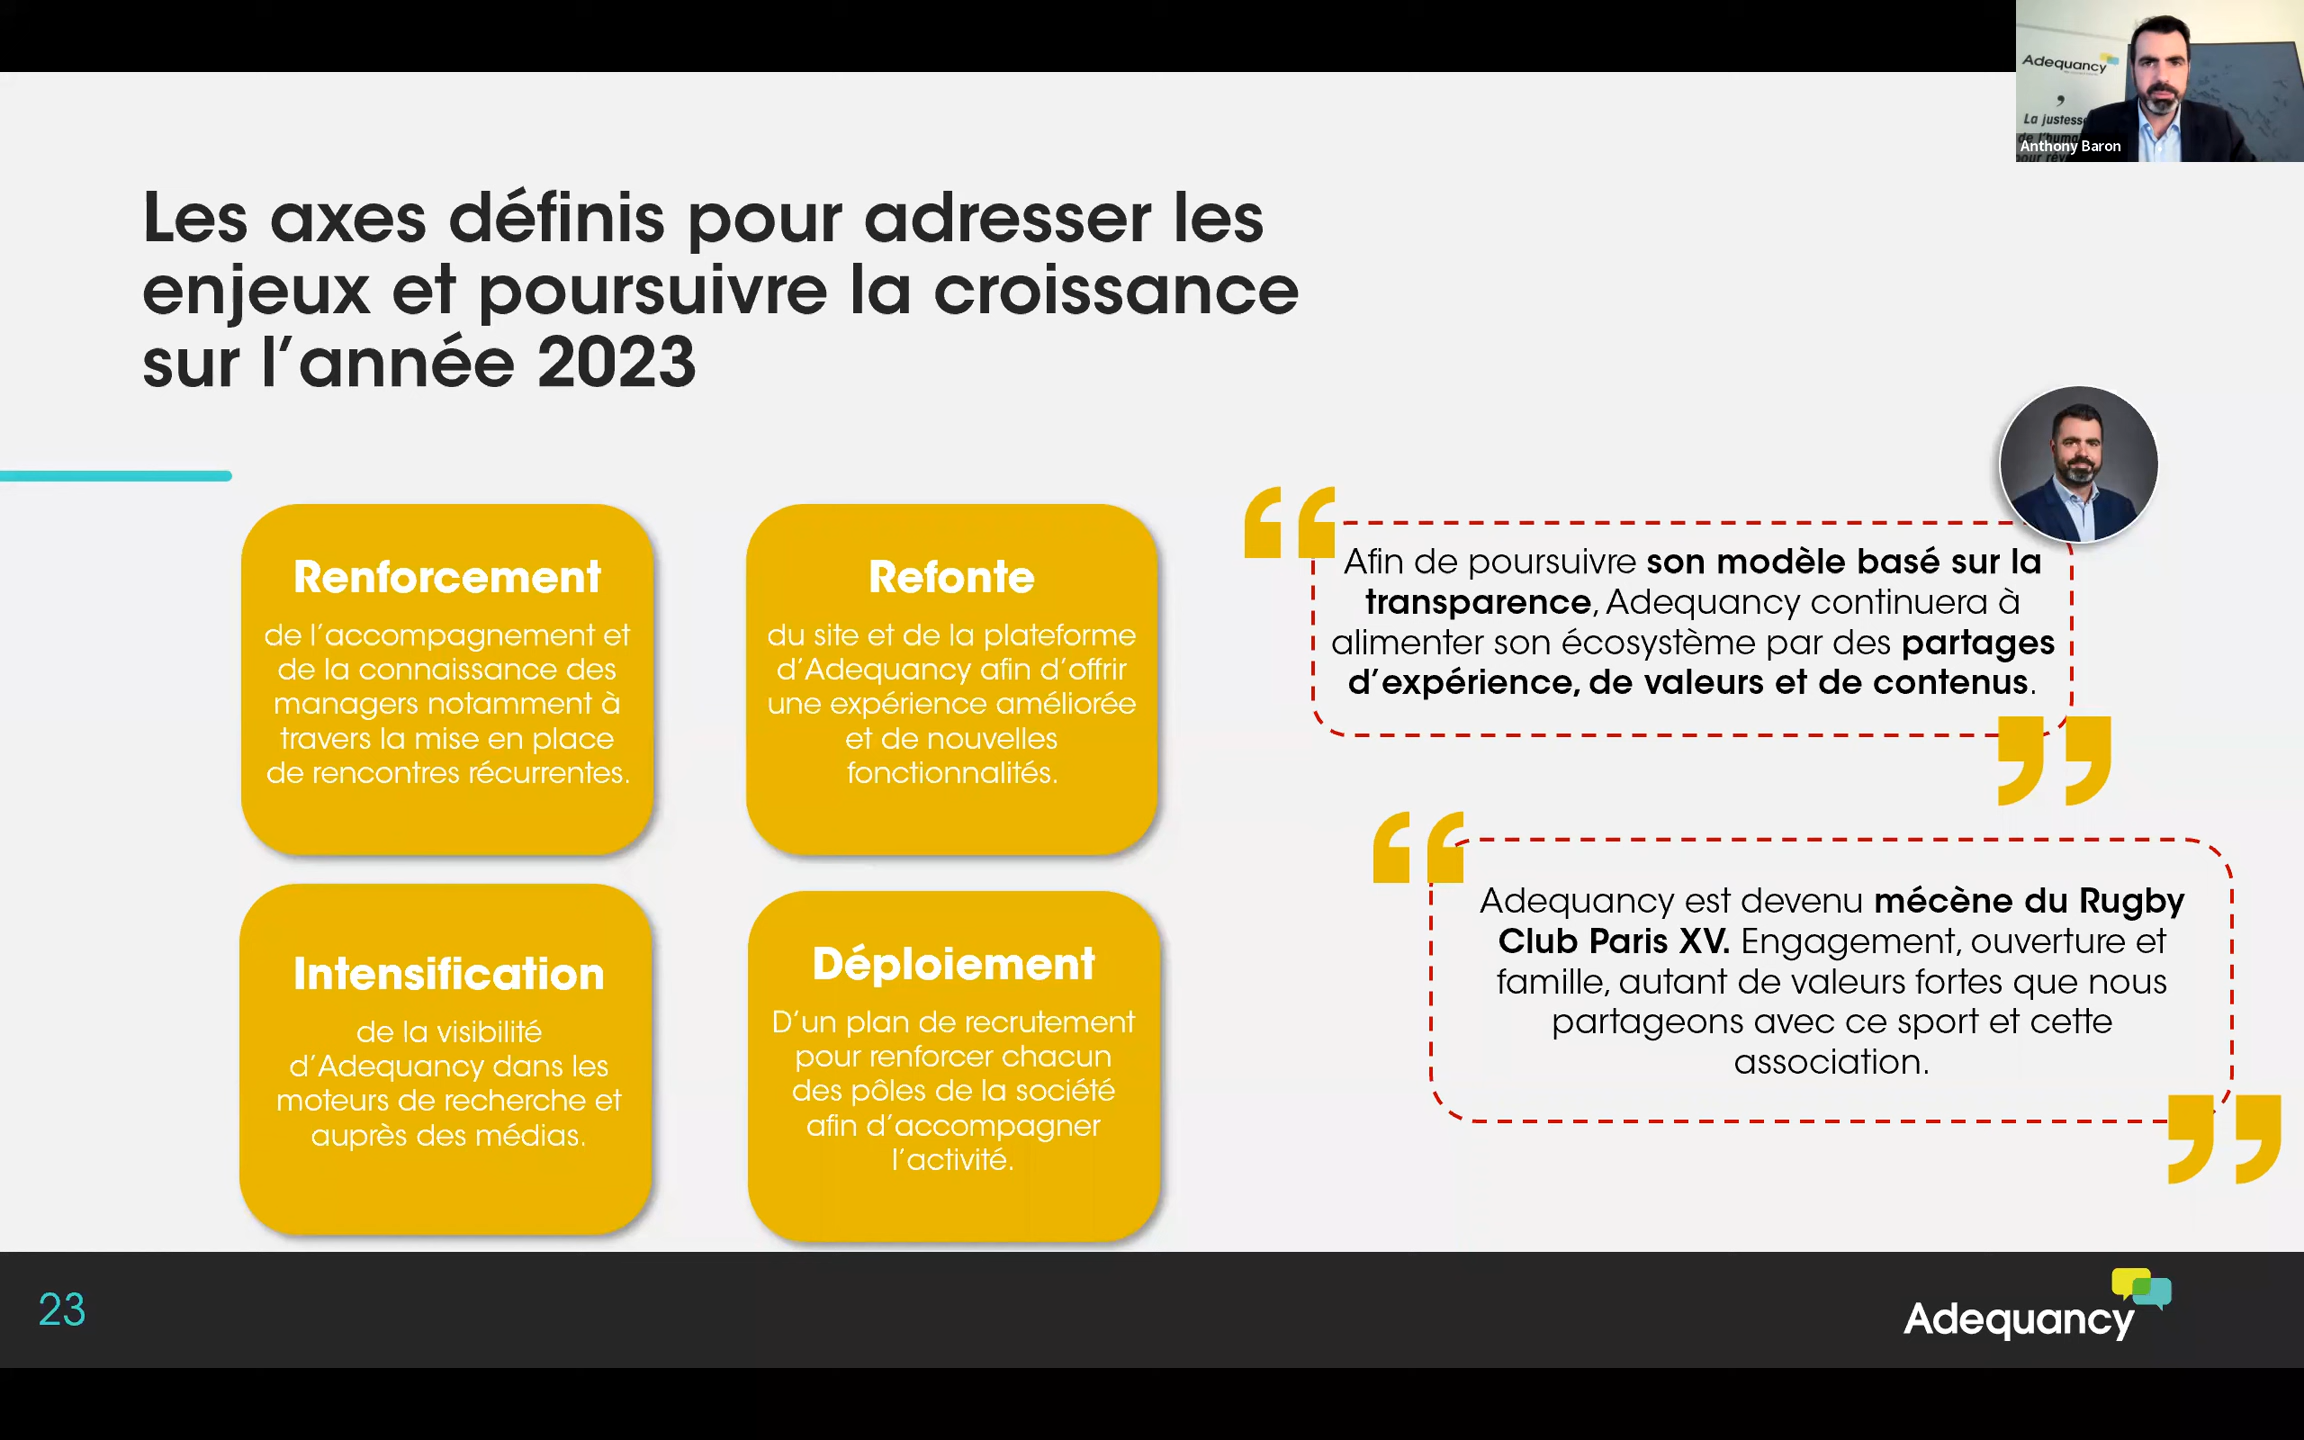 Adequancy
La justesse
de l'huma
pour rév
Anthony Baron
Les axes définis pour adresser les
enjeux et poursuivre la croissance
sur l'année 2023
Renforcement
de l'accompagnement et
de la connaissance des
managers notamment à
travers la mise en place
de rencontres récurrentes.
Refonte
du site et de la plateforme
d'Adequancy afin d'offrir
une expérience améliorée
et de nouvelles
fonctionnalités.
Intensification
de la visibilité
d'Adequancy dans les
moteurs de recherche et
auprès des médias.
Déploiement
D'un plan de recrutement
pour renforcer chacun
des pôles de la société
afin d'accompagner
l'activité.
“
Afin de poursuivre son modèle basé sur la
transparence, Adequancy continuera à
alimenter son écosystème par des partages
d'expérience, de valeurs et de contenus.
”
“
Adequancy est devenu mécène du Rugby
Club Paris XV. Engagement, ouverture et
famille, autant de valeurs fortes que nous
partageons avec ce sport et cette
association.
”
23
Adequancy